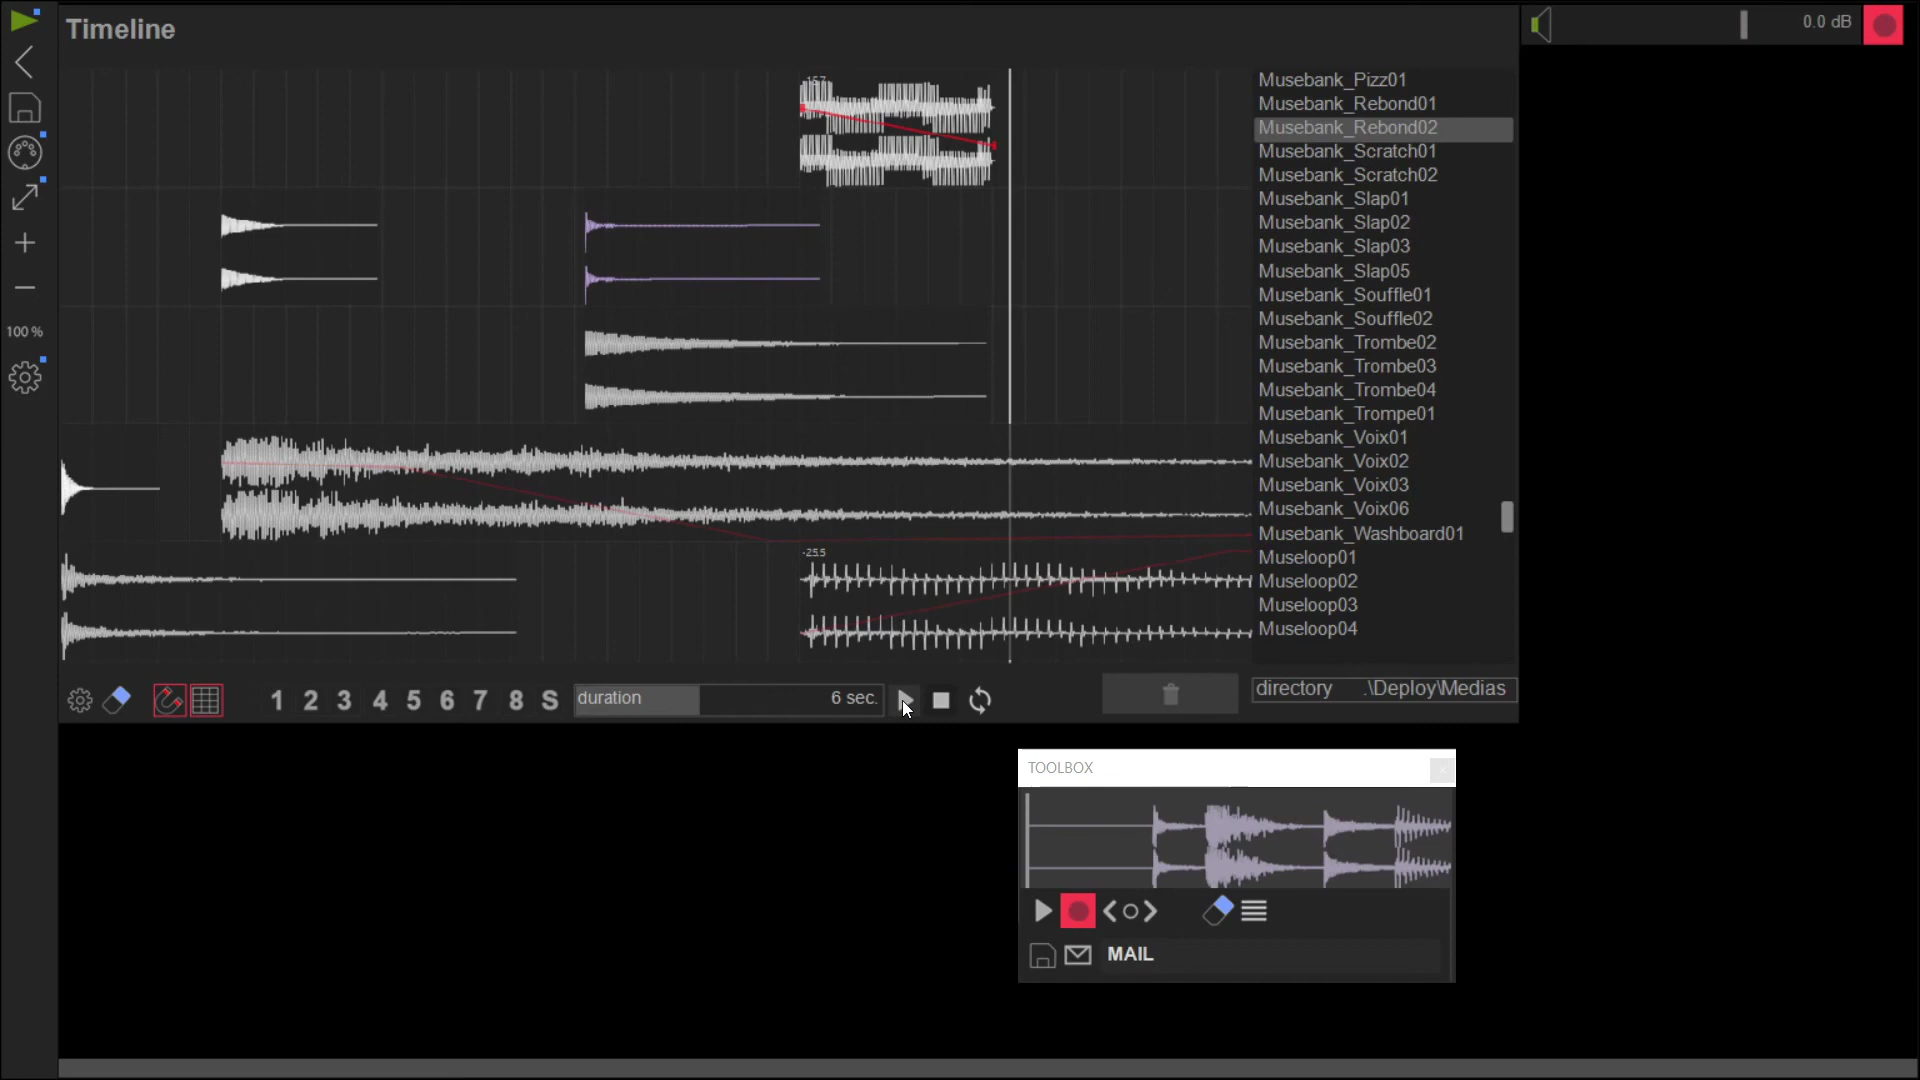 Timeline
0.0 dB
100 %
-15.7
-25.5
Musebank_Pizz01
Musebank_Rebond01
Musebank_Rebond02
Musebank_Scratch01
Musebank_Scratch02
Musebank_Slap01
Musebank_Slap02
Musebank_Slap03
Musebank_Slap05
Musebank_Souffle01
Musebank_Souffle02
Musebank_Trombe02
Musebank_Trombe03
Musebank_Trombe04
Musebank_Trompe01
Musebank_Voix01
Musebank_Voix02
Musebank_Voix03
Musebank_Voix06
Musebank_Washboard01
Museloop01
Museloop02
Museloop03
Museloop04
1 2 3 4 5 6 7 8 S duration 6 sec.
directory .\Deploy\Medias
TOOLBOX
MAIL